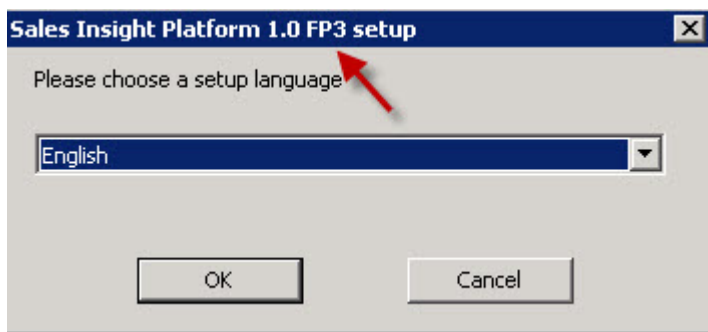 Sales Insight Platform 1.0 FP3 setup
Please choose a setup language
English
OK
Cancel